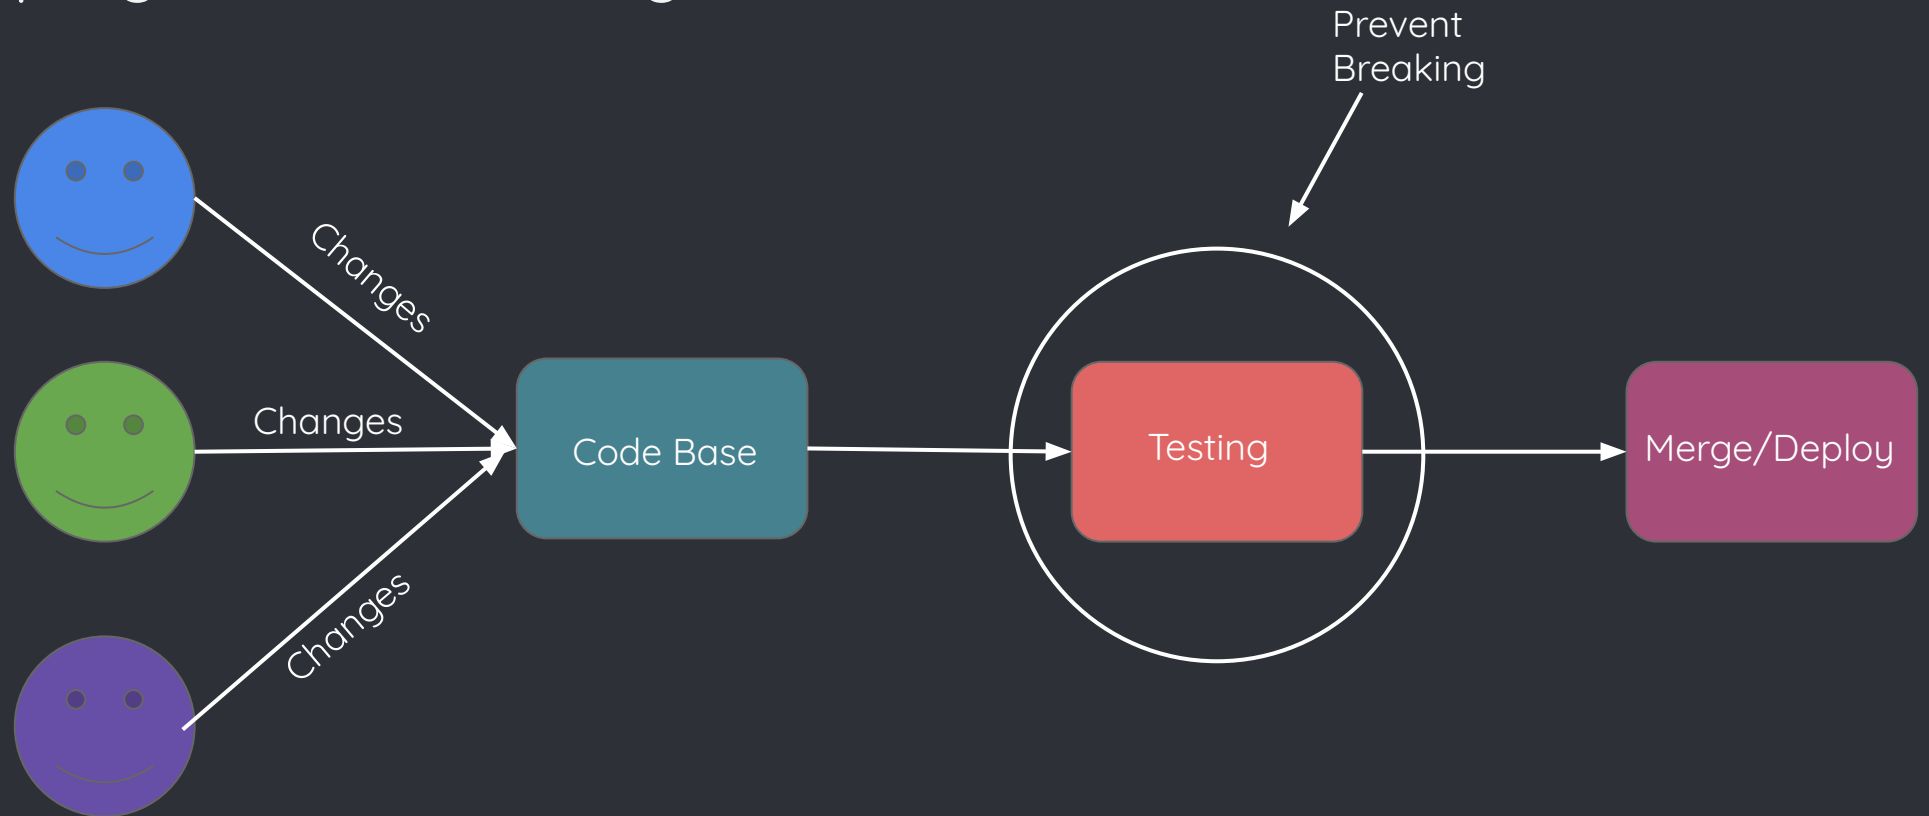 Prevent
Breaking
Changes
Changes
Code Base
Testing
Merge/Deploy
Changes